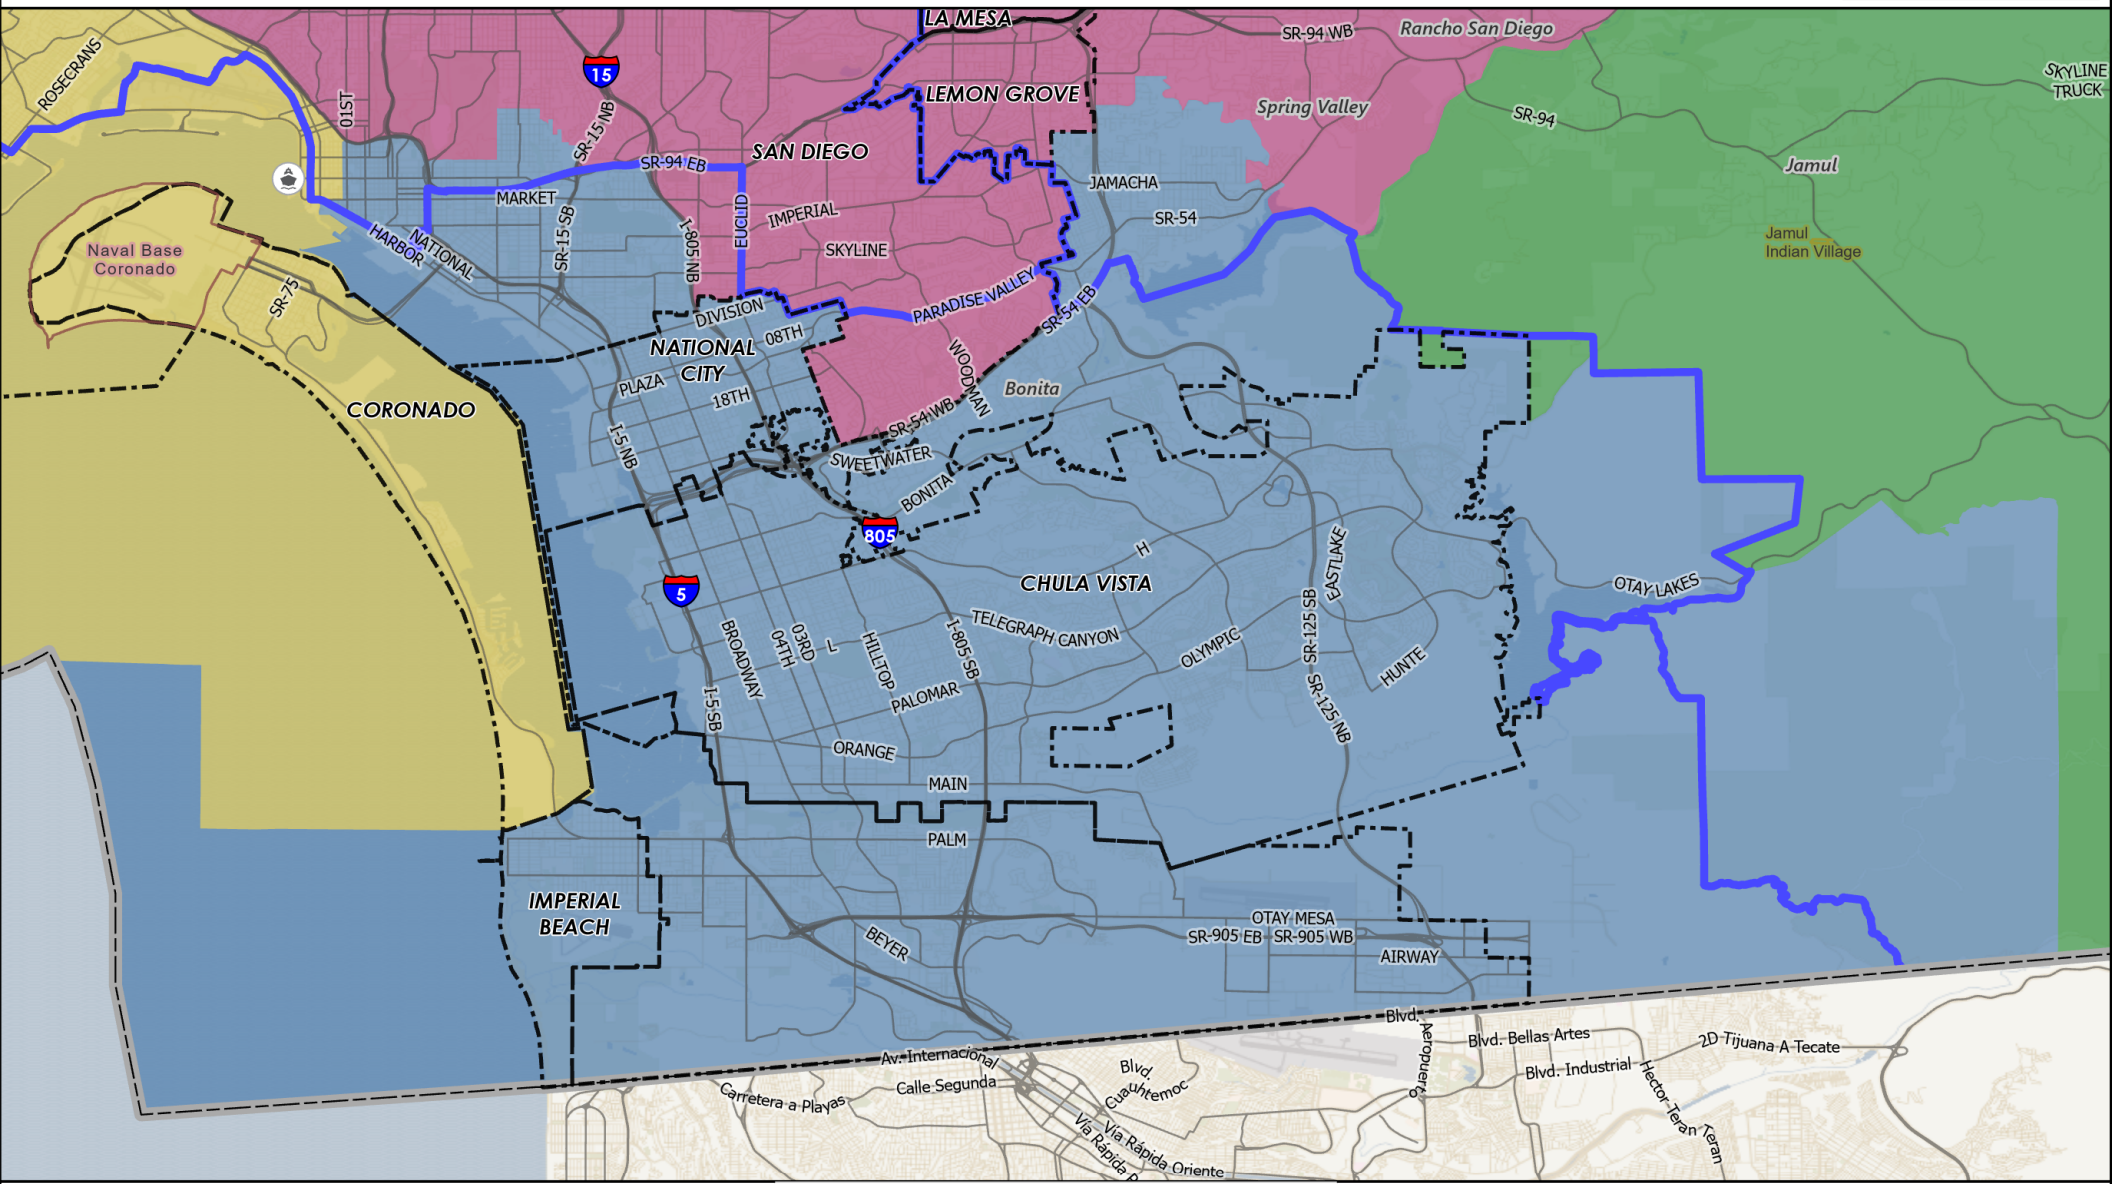 LA MESA
Rancho San Diego
SR-94 WB
ROSECRANS
15
SKYLINE
TRUCK
LEMON GROVE
01ST
Spring Valley
SR-94
SR-15 NB
SAN DIEGO
SR-94 EB
Jamul
JAMACHA
MARKET
IMPERIAL
EUCLID
SR-54
SR-15 SB
HARBOR
NATIONAL
I-805 NB
SKYLINE
Naval Base
Coronado
Jamul
Indian Village
SR-75
PARADISE VALLEY
SR-54 EB
DIVISION
08TH
NATIONAL
CITY
PLAZA
18TH
WOODMAN
Bonita
CORONADO
SR-54 WB
I-5 NB
SWEETWATER
BONITA
805
H
EASTLAKE
5
CHULA VISTA
OTAY LAKES
SR-125 SB
TELEGRAPH CANYON
BROADWAY
04TH
03RD
L
HILLTOP
I-805 SB
OLYMPIC
HUNTE
PALOMAR
I-5 SB
SR-125 NB
ORANGE
MAIN
PALM
IMPERIAL
BEACH
OTAY MESA
SR-905 EB
SR-905 WB
BEYER
AIRWAY
Blvd. Aeropuerto
Blvd. Bellas Artes
2D Tijuana A Tecate
Av. Internacional
Calle Segunda
Blvd.
Cuauhtemoc
Blvd. Industrial
Hector Teran Teran
Carretera a Playas
Vía Rápida Oriente
Vía Rápida P